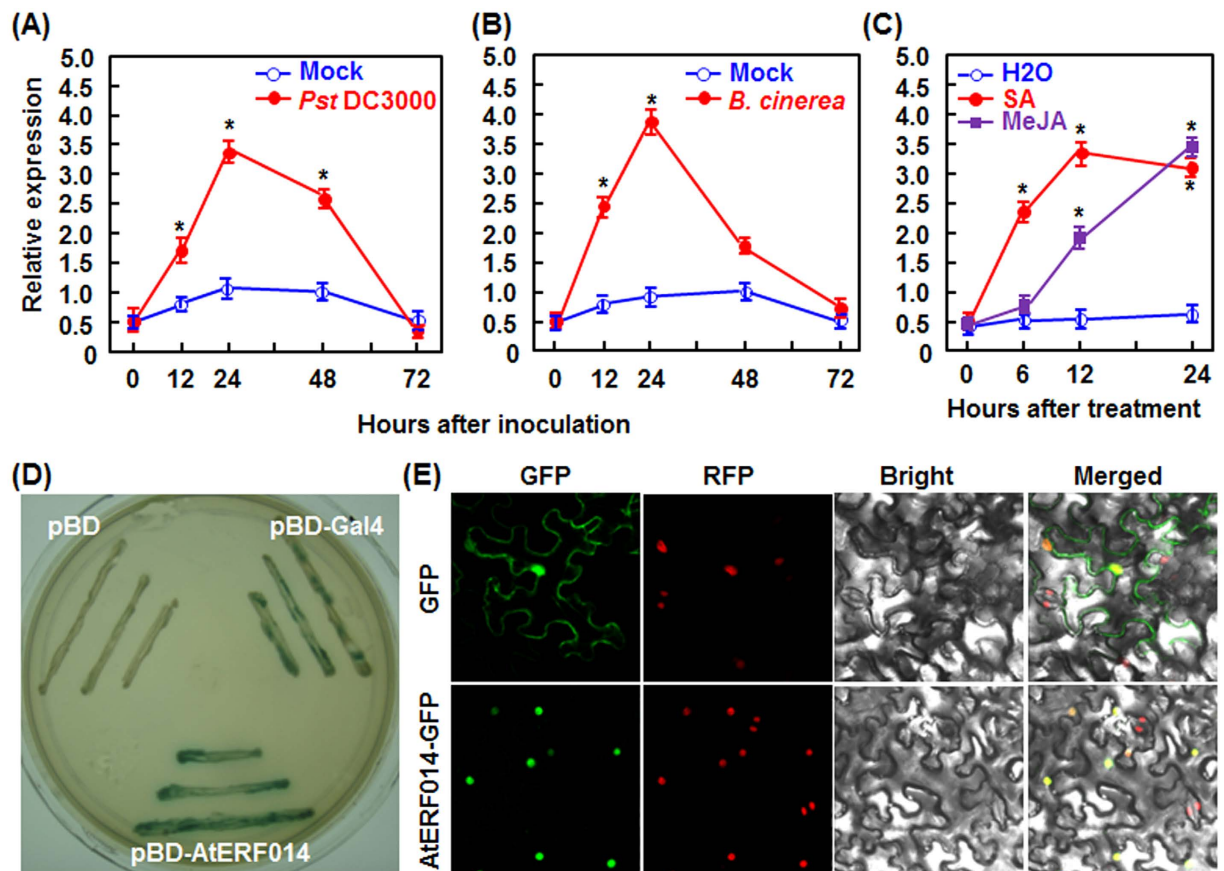 (A)
5.0
4.5
4.0
3.5
3.0
2.5
2.0
1.5
1.0
0.5
0
Relative expression
Mock
Pst DC3000
*
*
*
0 12 24 48 72
(B)
5.0
4.5
4.0
3.5
3.0
2.5
2.0
1.5
1.0
0.5
0
Mock
B. cinerea
*
*
0 12 24 48 72
Hours after inoculation
(C)
5.0
4.5
4.0
3.5
3.0
2.5
2.0
1.5
1.0
0.5
0
H2O
SA
MeJA
*
*
*
*
*
0 6 12 24
Hours after treatment
(D)
pBD
pBD-Gal4
pBD-AtERF014
(E)
GFP RFP Bright Merged
GFP
AtERF014-GFP